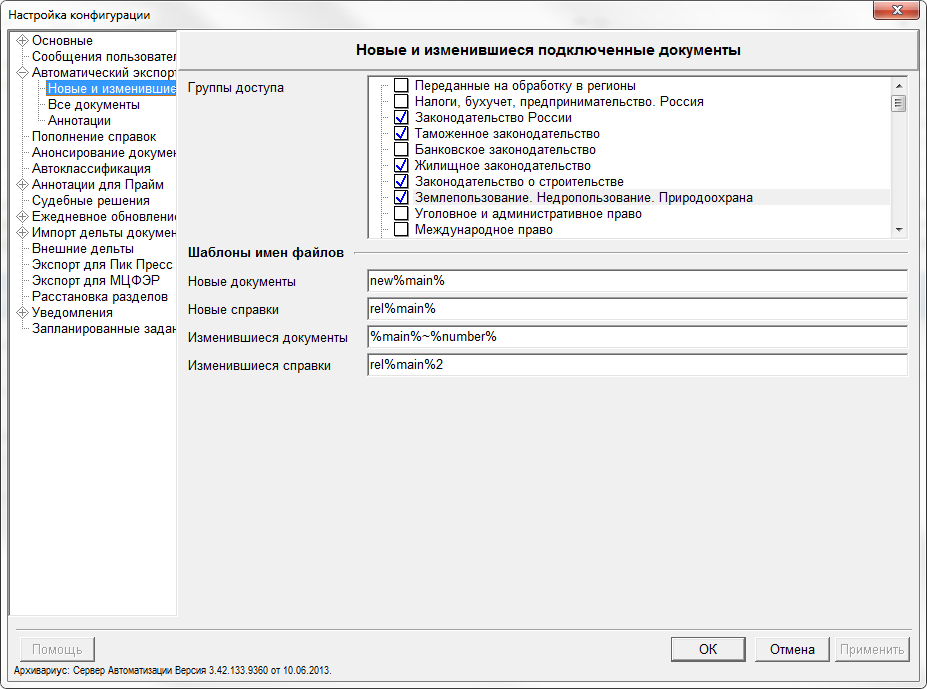 Настройка конфигурации
Основные
Сообщения пользовател
Автоматический экспорт
Новые и изменившие
Все документы
Аннотации
Пополнение справок
Анонсирование докумен
Автоклассификация
Аннотации для Прайм
Судебные решения
Ежедневное обновление
Импорт дельты докумен
Внешние дельты
Экспорт для Пик Пресс
Экспорт для МЦФЭР
Расстановка разделов
Уведомления
Запланированные задан
Новые и изменившиеся подключенные документы
Группы доступа
Переданные на обработку в регионы
Налоги, бухучет, предпринимательство. Россия
Законодательство России
Таможенное законодательство
Банковское законодательство
Жилищное законодательство
Законодательство о строительстве
Землепользование. Недропользование. Природоохрана
Уголовное и административное право
Международное право
Шаблоны имен файлов
Новые документы new%main%
Новые справки rel%main%
Изменившиеся документы %main%~%number%
Изменившиеся справки rel%main%2
Помощь
OK Отмена Применить
Архивариус: Сервер Автоматизации Версия 3.42.133.9360 от 10.06.2013.